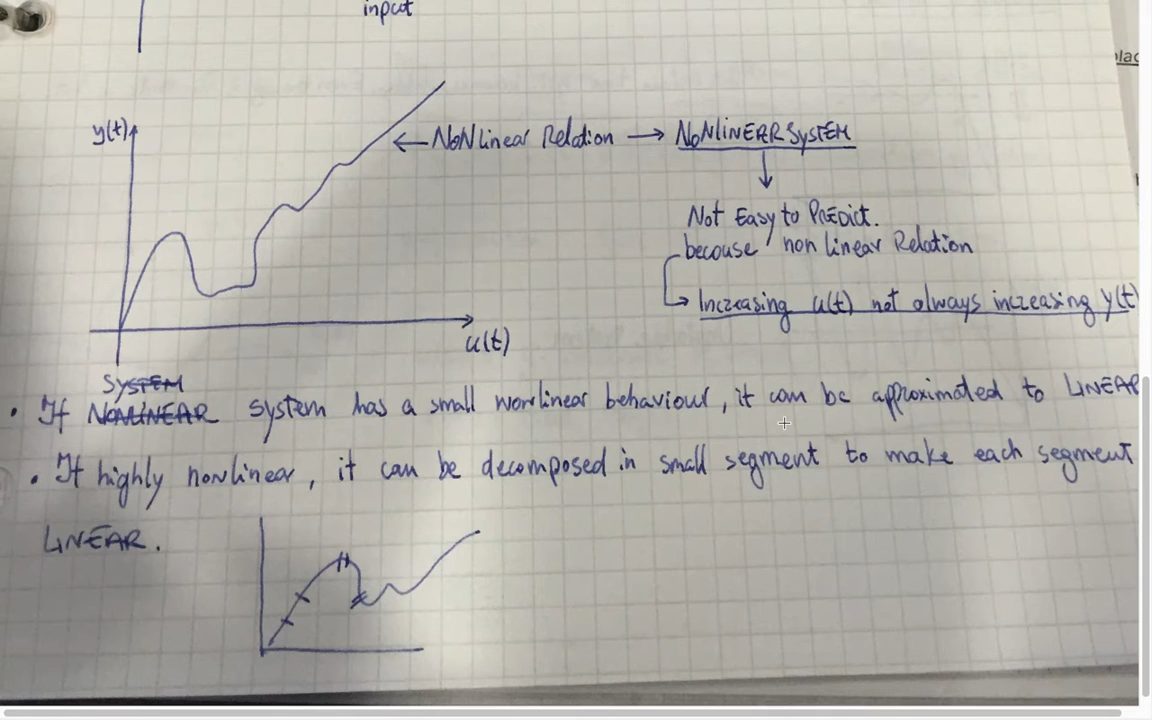 input
lac
y(t)
← NoNlinear Relation → NoNliNEAR SySTEM
Not Easy to PREDICT.
becouse non linear Relation
Increasing u(t) not always increasing y(t)
u(t)
SYSTEM
• If NONLINEAR system has a small nonlinear behaviour, it can be approximated to LINEAR
• If highly nonlinear, it can be decomposed in small segment to make each segment
LINEAR.